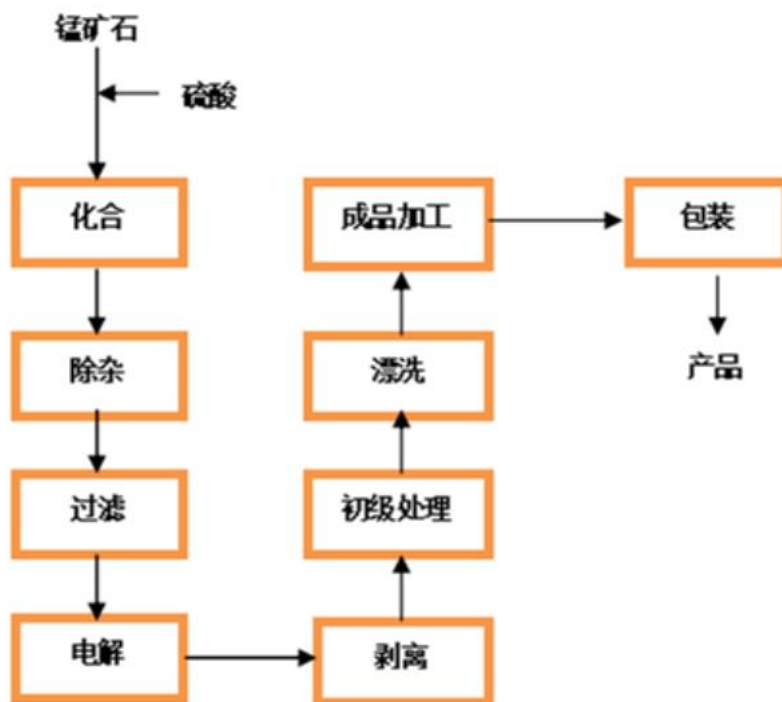 锰矿石
硫酸
化合
除杂
过滤
电解
剥离
初级处理
漂洗
成品加工
包装
产品